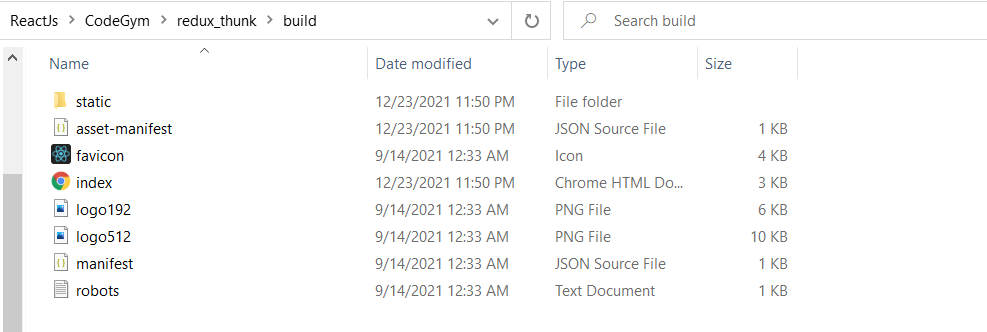 ReactJs > CodeGym > redux_thunk > build Search build
Name Date modified Type Size
static 12/23/2021 11:50 PM File folder
asset-manifest 12/23/2021 11:50 PM JSON Source File 1 KB
favicon 9/14/2021 12:33 AM Icon 4 KB
index 12/23/2021 11:50 PM Chrome HTML Do... 3 KB
logo192 9/14/2021 12:33 AM PNG File 6 KB
logo512 9/14/2021 12:33 AM PNG File 10 KB
manifest 9/14/2021 12:33 AM JSON Source File 1 KB
robots 9/14/2021 12:33 AM Text Document 1 KB